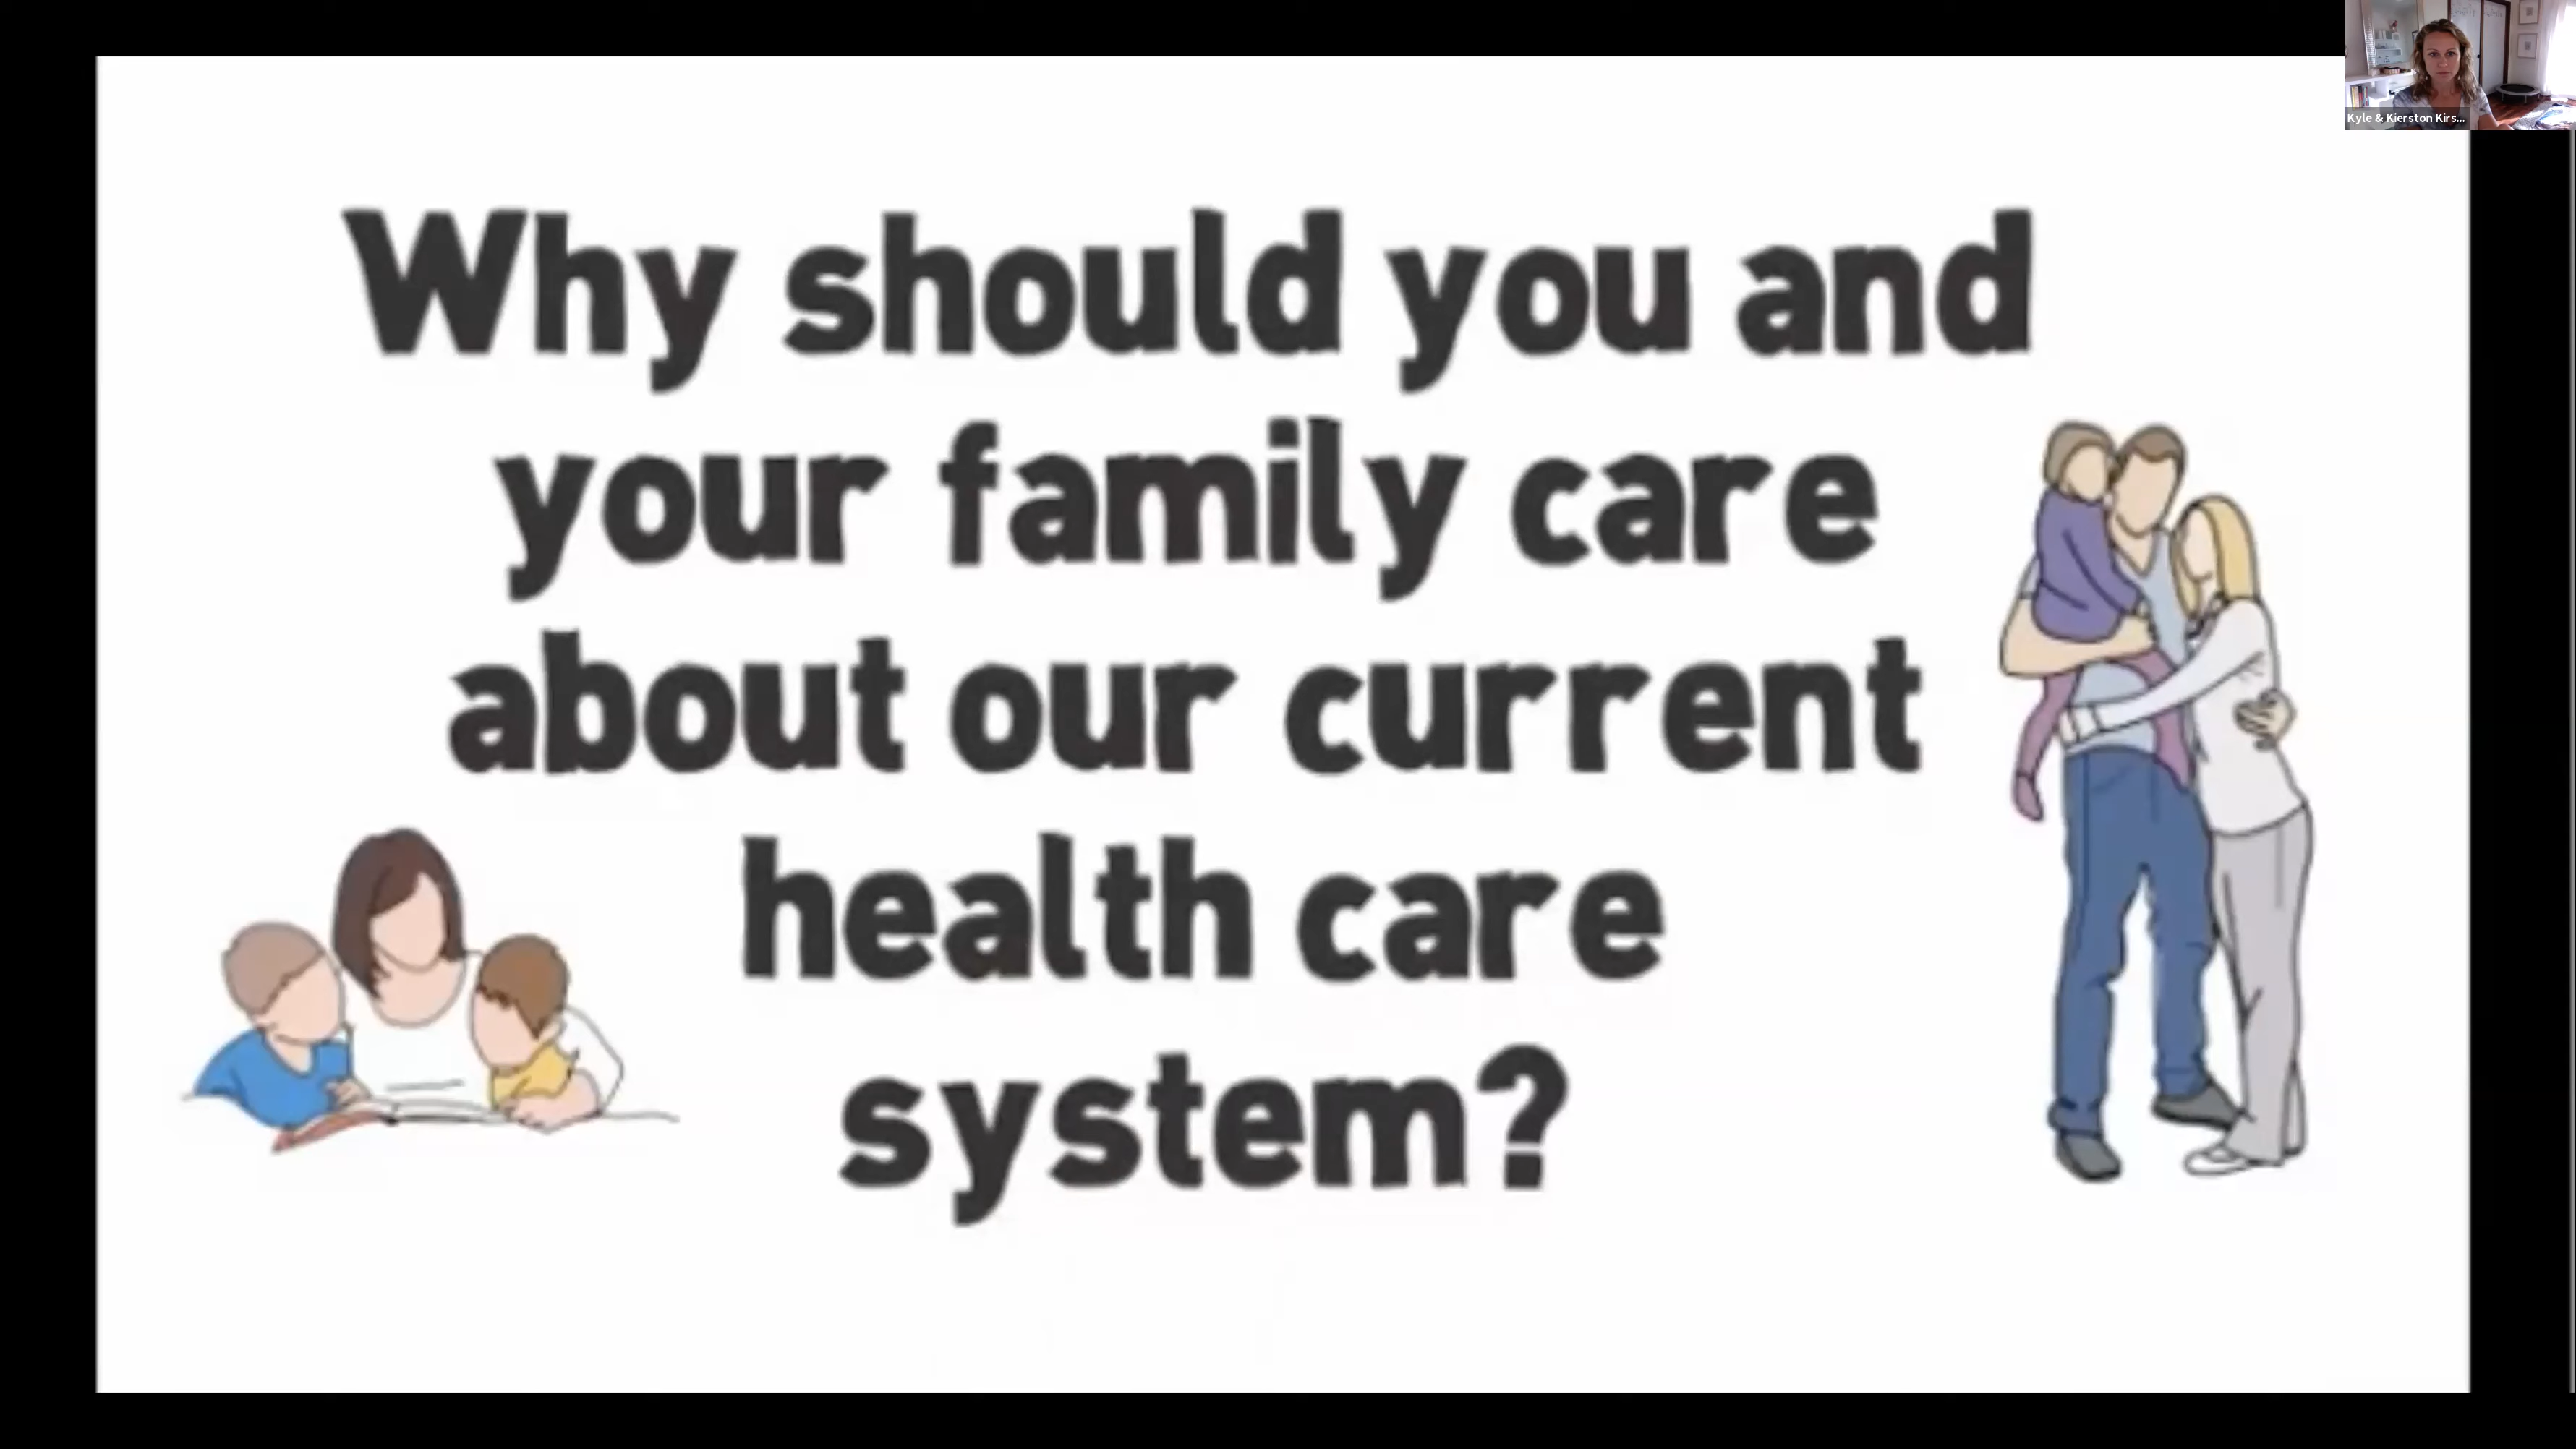 Kyle & Kierston Kirs...
Why should you and
your family care
about our current
health care
system?